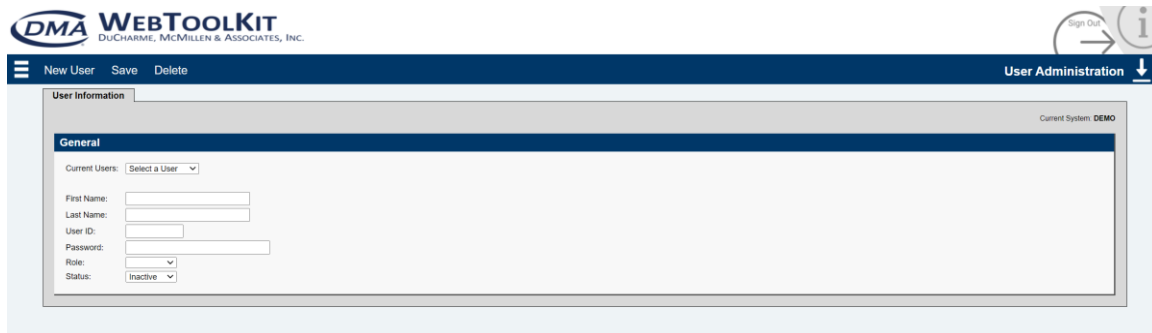 DMA WEBTOOLKIT
DUCHARME, MCMILLEN & ASSOCIATES, INC.
Sign Out
i
New User Save Delete User Administration
User Information
Current System: DEMO
General
Current Users: Select a User
First Name:
Last Name:
User ID:
Password:
Role:
Status: Inactive